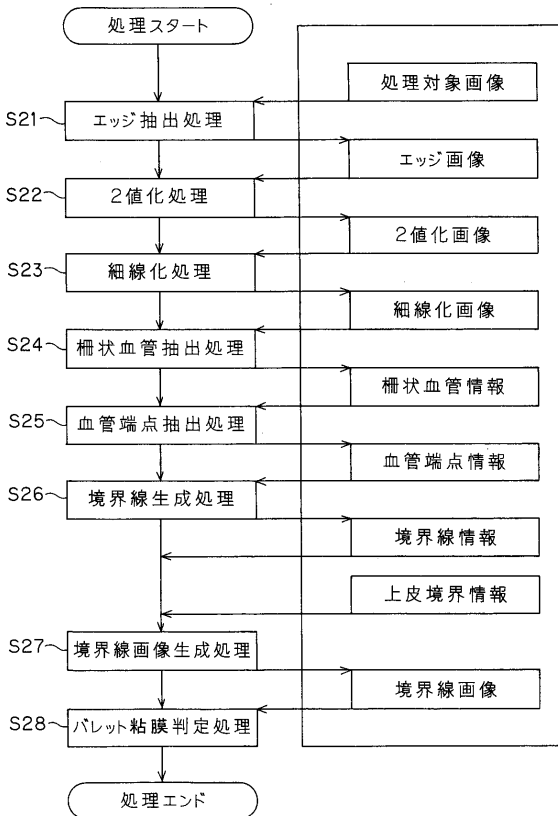 処理スタート
処理対象画像
S21
エッジ抽出処理
エッジ画像
S22
2値化処理
2値化画像
S23
細線化処理
細線化画像
S24
柵状血管抽出処理
柵状血管情報
S25
血管端点抽出処理
血管端点情報
S26
境界線生成処理
境界線情報
上皮境界情報
S27
境界線画像生成処理
境界線画像
S28
バレット粘膜判定処理
処理エンド